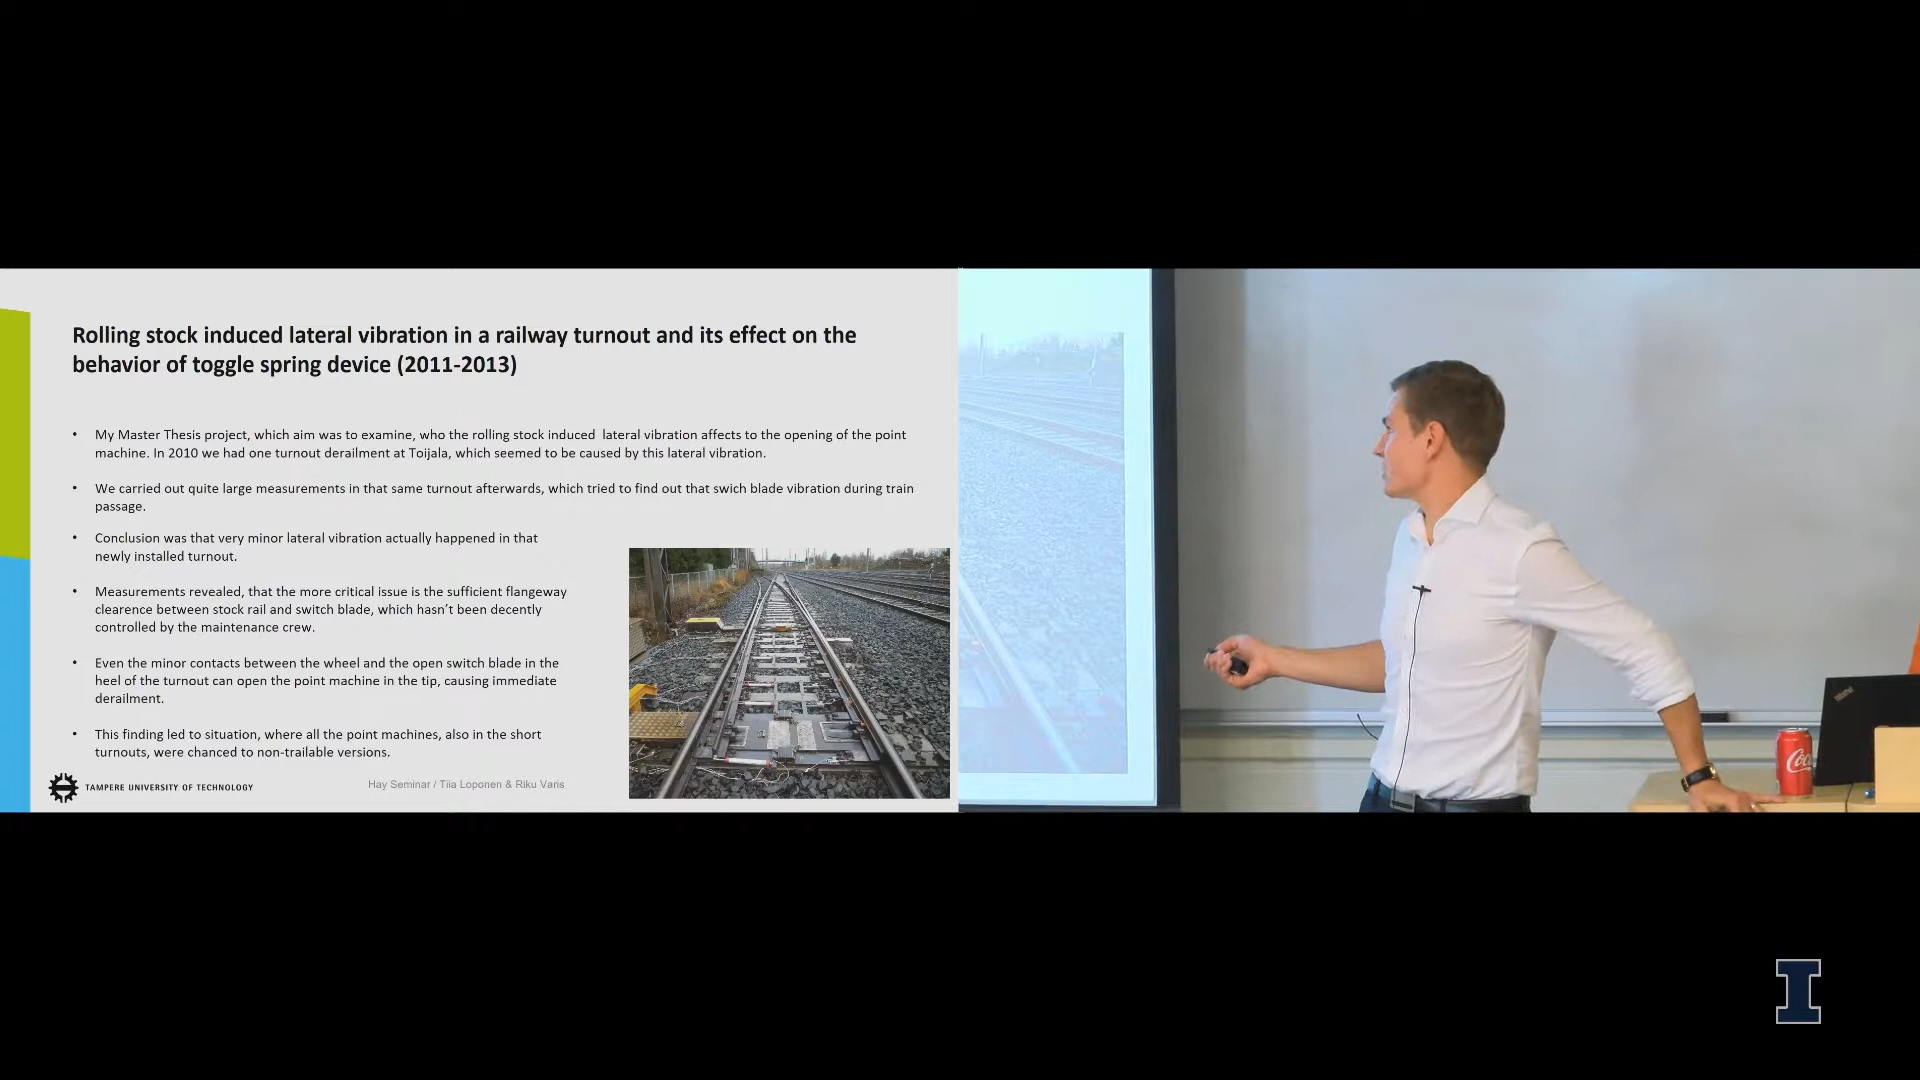 Rolling stock induced lateral vibration in a railway turnout and its effect on the
behavior of toggle spring device (2011-2013)
• My Master Thesis project, which aim was to examine, who the rolling stock induced lateral vibration affects to the opening of the point
machine. In 2010 we had one turnout derailment at Toijala, which seemed to be caused by this lateral vibration.
• We carried out quite large measurements in that same turnout afterwards, which tried to find out that swich blade vibration during train
passage.
• Conclusion was that very minor lateral vibration actually happened in that
newly installed turnout.
• Measurements revealed, that the more critical issue is the sufficient flangeway
clearence between stock rail and switch blade, which hasn't been decently
controlled by the maintenance crew.
• Even the minor contacts between the wheel and the open switch blade in the
heel of the turnout can open the point machine in the tip, causing immediate
derailment.
• This finding led to situation, where all the point machines, also in the short
turnouts, were chanced to non-trailable versions.
TAMPERE UNIVERSITY OF TECHNOLOGY
Hay Seminar / Tiia Loponen & Riku Varis
I